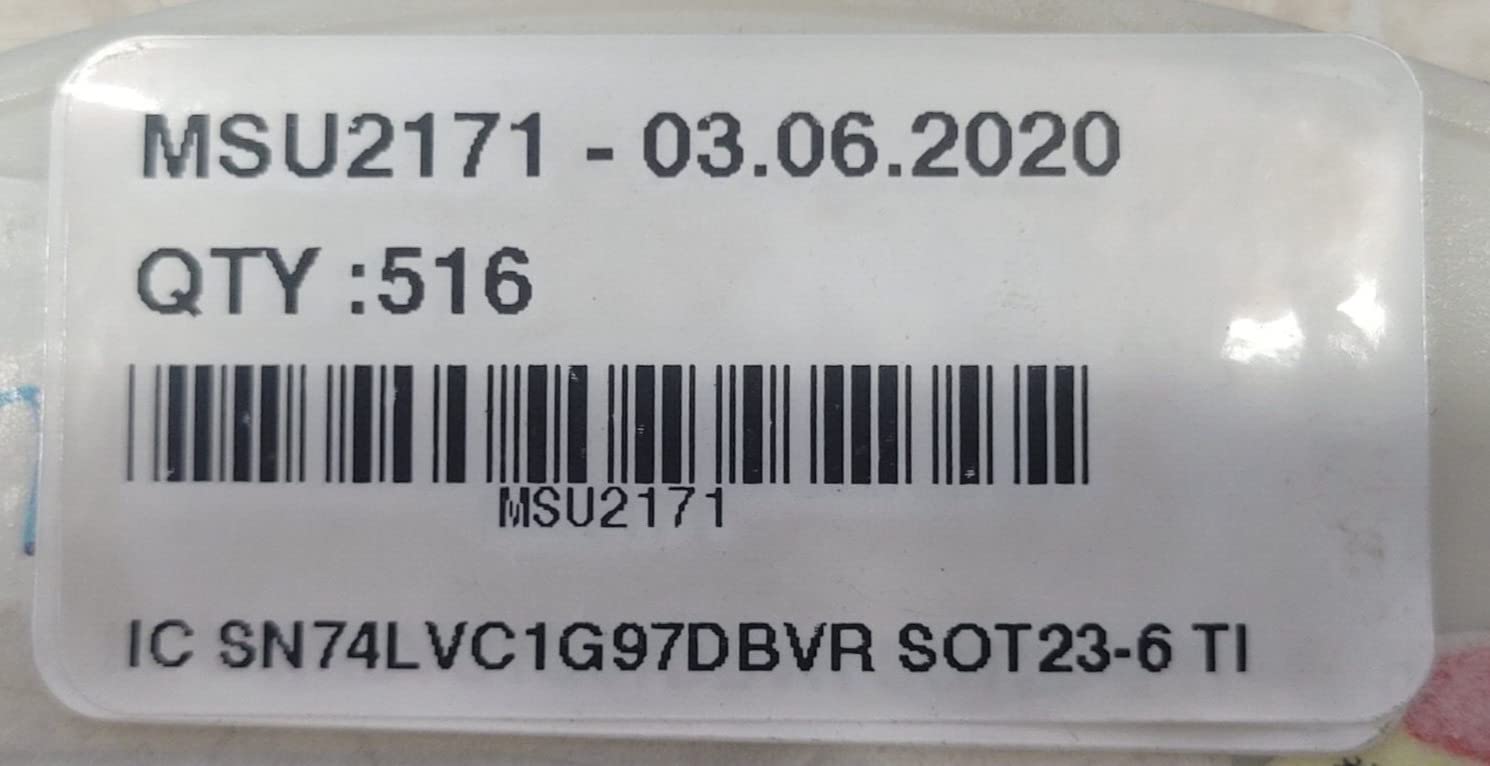 MSU2171 - 03.06.2020
QTY :516
MSU2171
IC SN74LVC1G97DBVR SOT23-6 TI